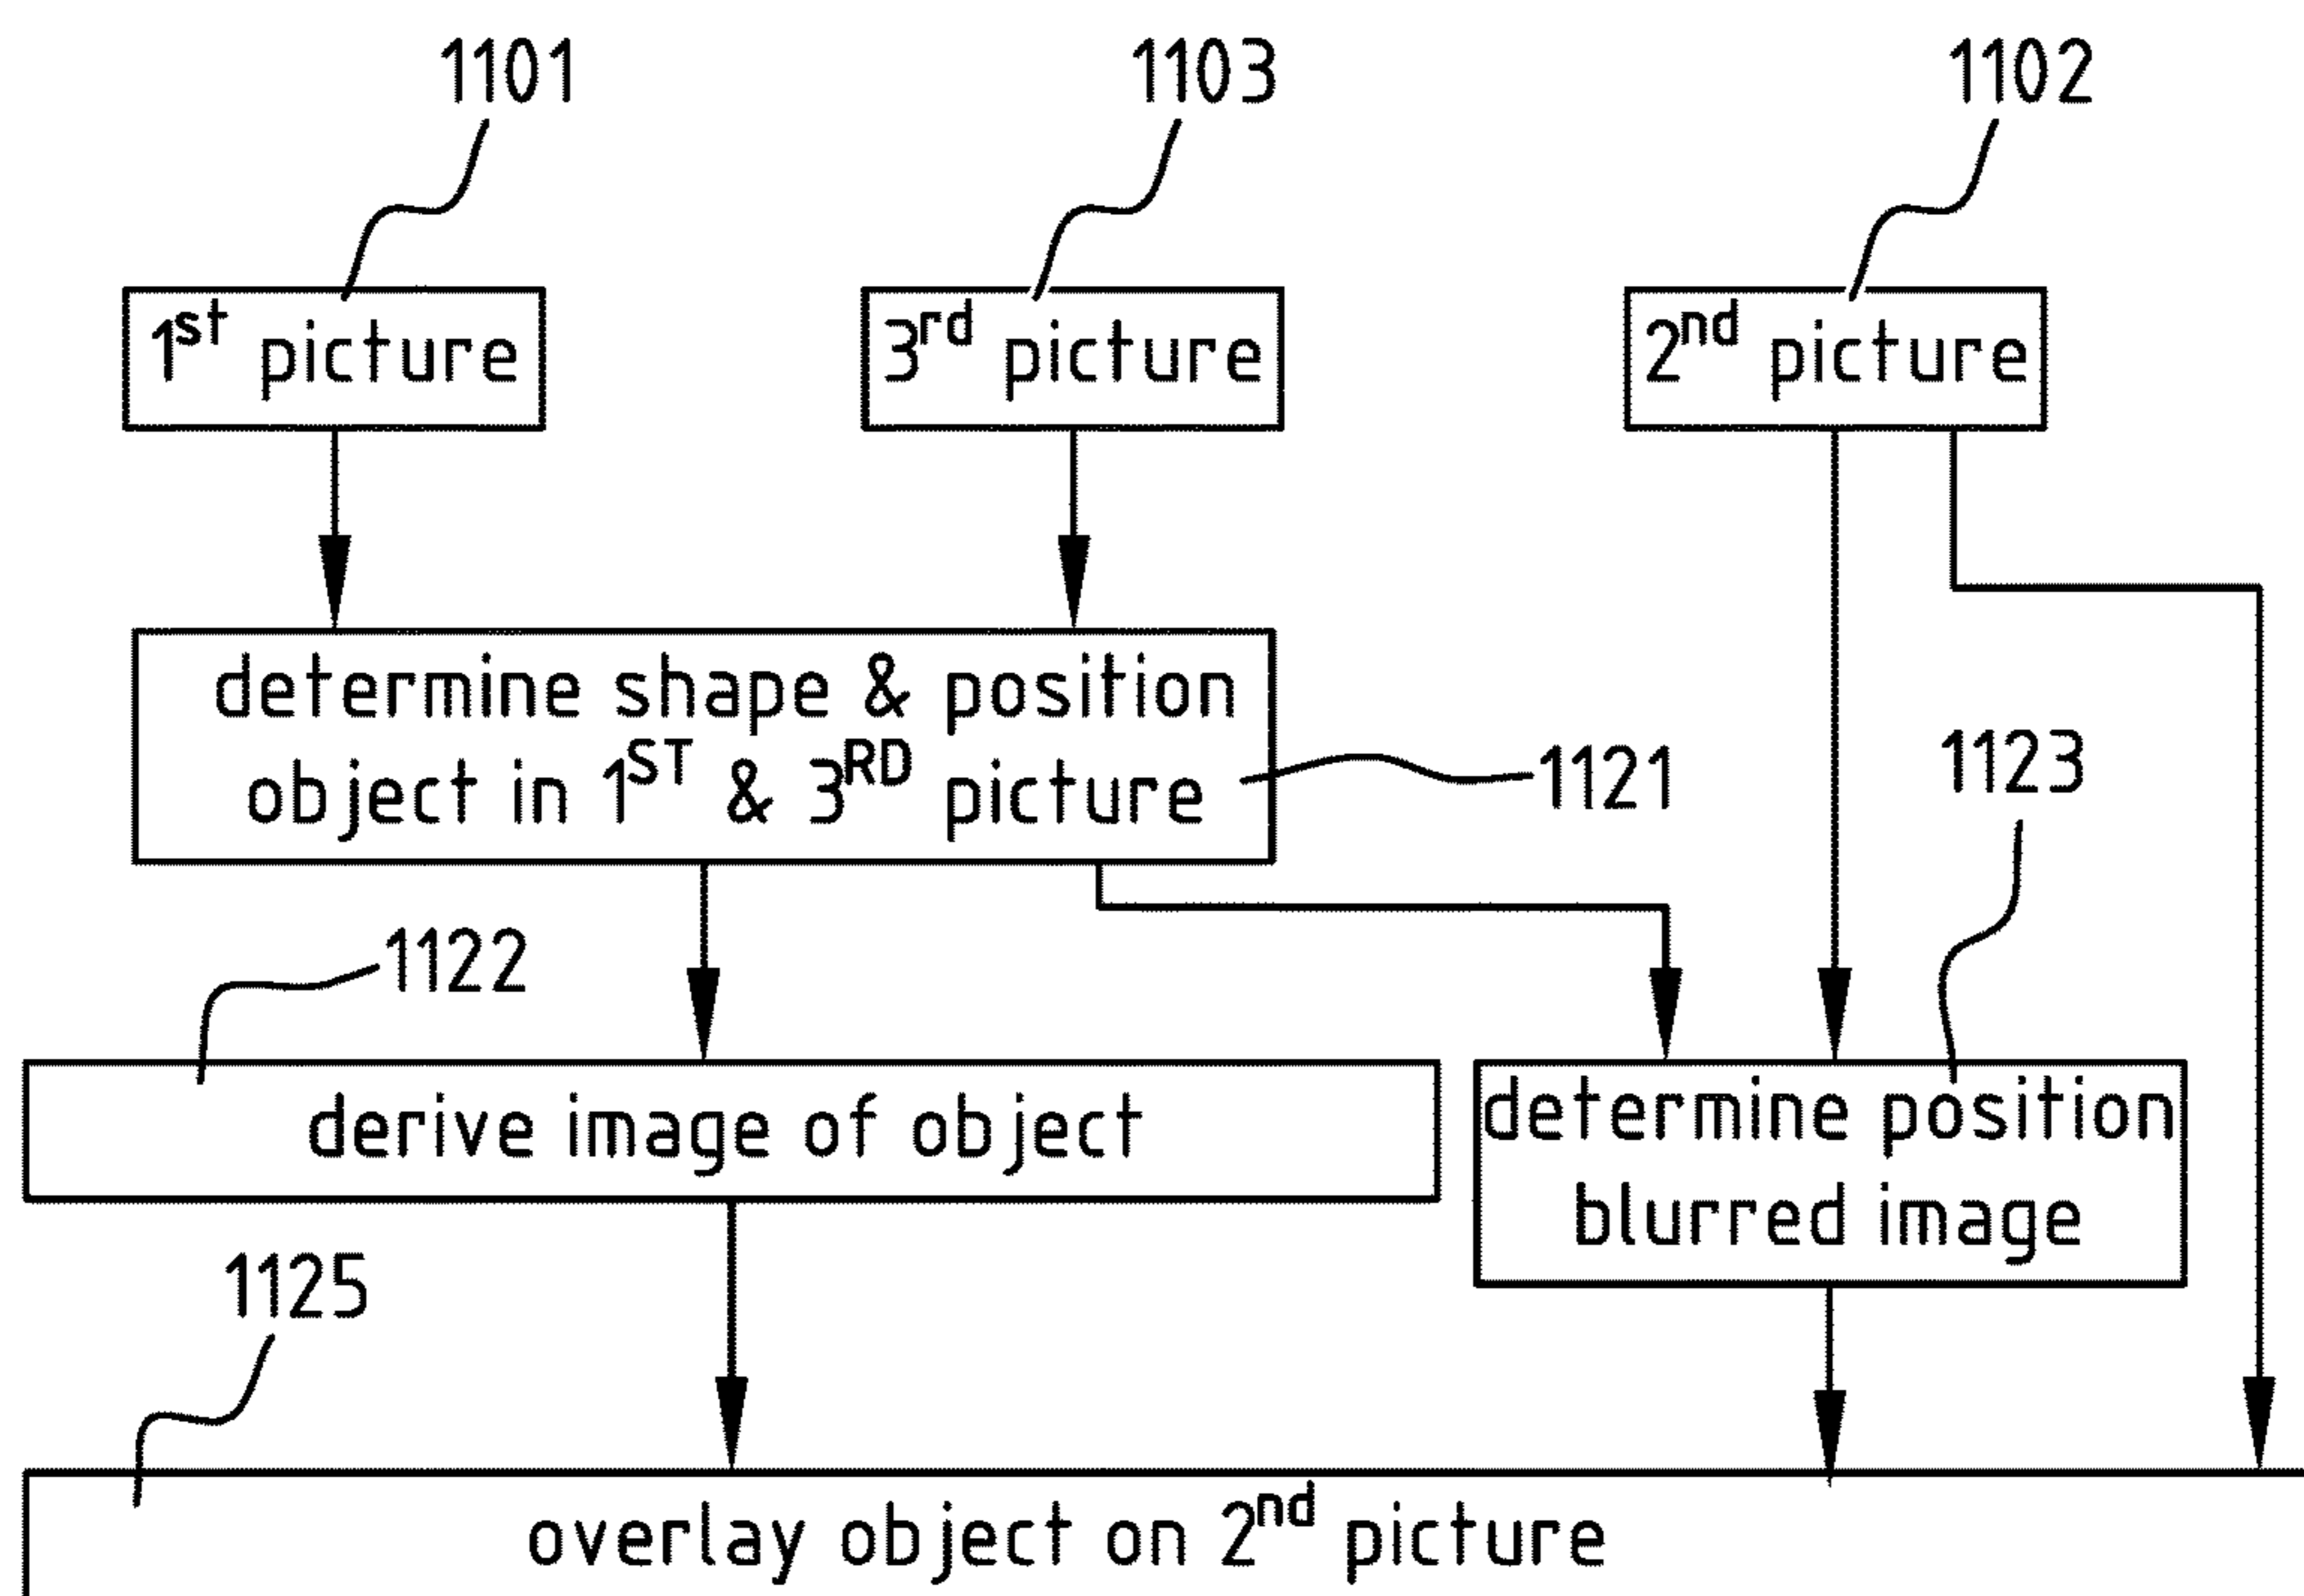 1101
1103
1102
1st picture
3rd picture
2nd picture
determine shape & position
object in 1ST & 3RD picture
1121
1123
1122
derive image of object
determine position
blurred image
1125
overlay object on 2nd picture